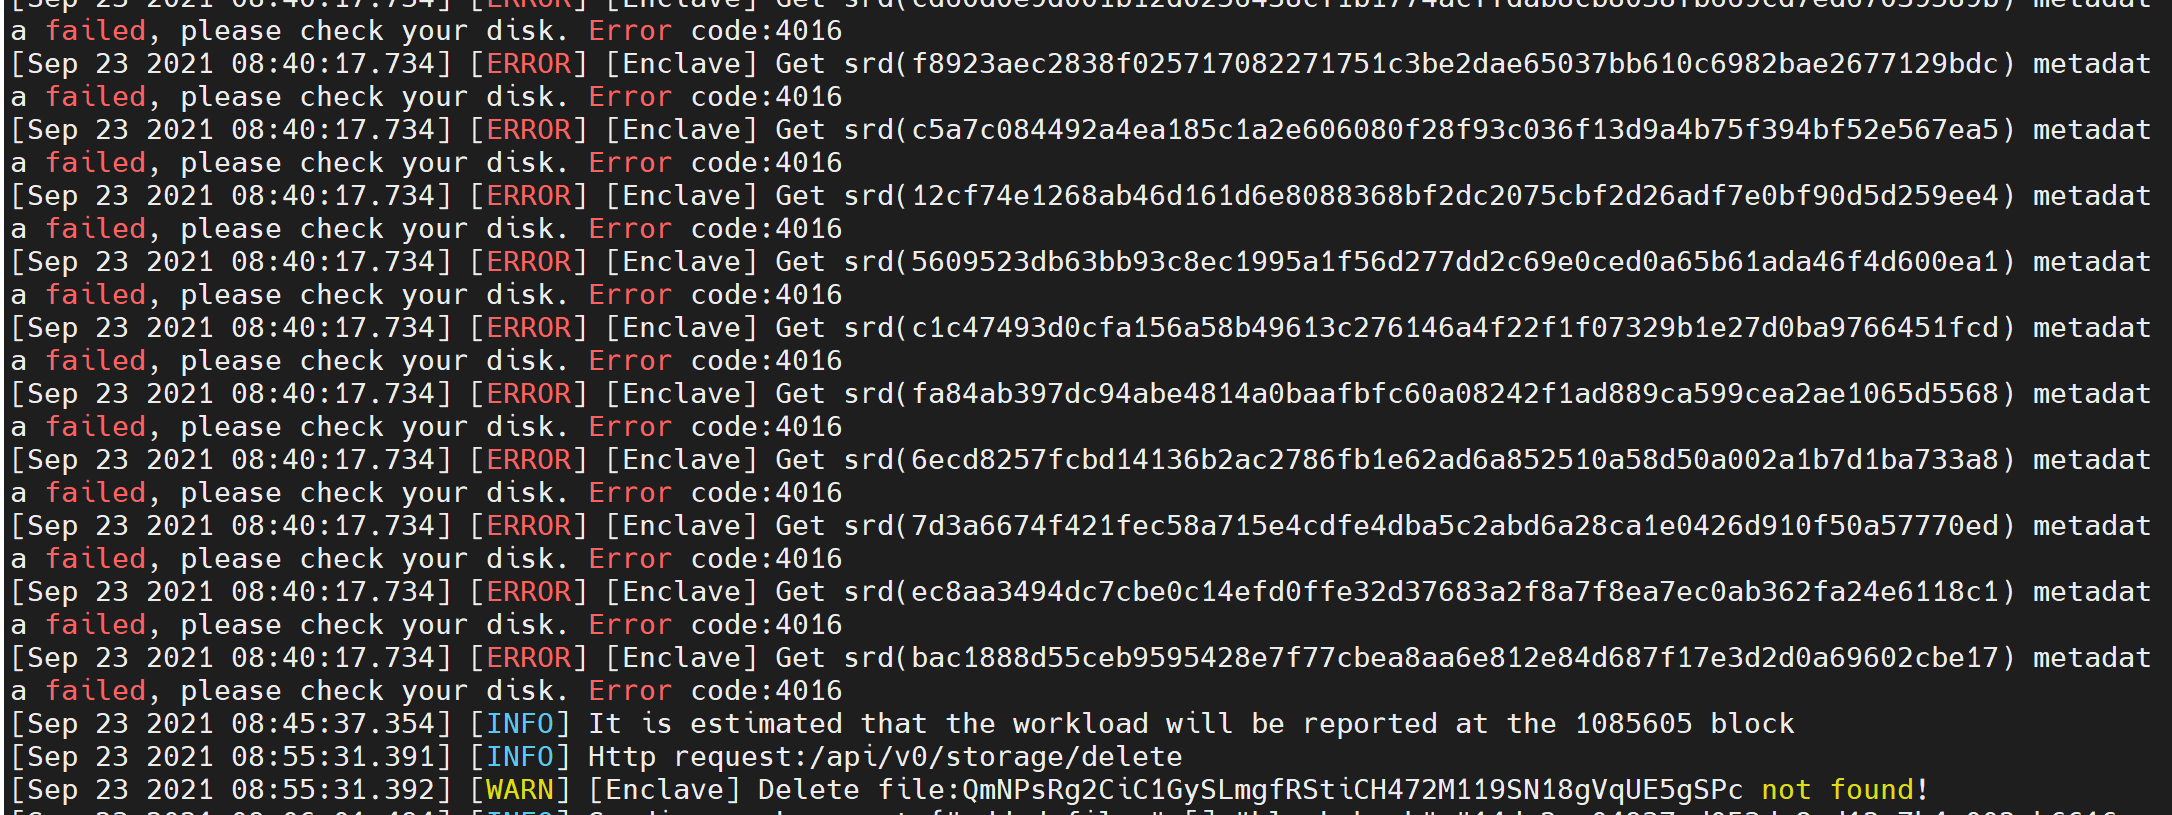 a failed, please check your disk. Error code:4016
[Sep 23 2021 08:40:17.734] [ERROR] [Enclave] Get srd(f8923aec2838f025717082271751c3be2dae65037bb610c6982bae2677129bdc) metadat
a failed, please check your disk. Error code:4016
[Sep 23 2021 08:40:17.734] [ERROR] [Enclave] Get srd(c5a7c084492a4ea185c1a2e606080f28f93c036f13d9a4b75f394bf52e567ea5) metadat
a failed, please check your disk. Error code:4016
[Sep 23 2021 08:40:17.734] [ERROR] [Enclave] Get srd(12cf74e1268ab46d161d6e8088368bf2dc2075cbf2d26adf7e0bf90d5d259ee4) metadat
a failed, please check your disk. Error code:4016
[Sep 23 2021 08:40:17.734] [ERROR] [Enclave] Get srd(5609523db63bb93c8ec1995a1f56d277dd2c69e0ced0a65b61ada46f4d600ea1) metadat
a failed, please check your disk. Error code:4016
[Sep 23 2021 08:40:17.734] [ERROR] [Enclave] Get srd(c1c47493d0cfa156a58b49613c276146a4f22f1f07329b1e27d0ba9766451fcd) metadat
a failed, please check your disk. Error code:4016
[Sep 23 2021 08:40:17.734] [ERROR] [Enclave] Get srd(fa84ab397dc94abe4814a0baafbfc60a08242f1ad889ca599cea2ae1065d5568) metadat
a failed, please check your disk. Error code:4016
[Sep 23 2021 08:40:17.734] [ERROR] [Enclave] Get srd(6ecd8257fcbd14136b2ac2786fb1e62ad6a852510a58d50a002a1b7d1ba733a8) metadat
a failed, please check your disk. Error code:4016
[Sep 23 2021 08:40:17.734] [ERROR] [Enclave] Get srd(7d3a6674f421fec58a715e4cdfe4dba5c2abd6a28ca1e0426d910f50a57770ed) metadat
a failed, please check your disk. Error code:4016
[Sep 23 2021 08:40:17.734] [ERROR] [Enclave] Get srd(ec8aa3494dc7cbe0c14efd0ffe32d37683a2f8a7f8ea7ec0ab362fa24e6118c1) metadat
a failed, please check your disk. Error code:4016
[Sep 23 2021 08:40:17.734] [ERROR] [Enclave] Get srd(bac1888d55ceb9595428e7f77cbea8aa6e812e84d687f17e3d2d0a69602cbe17) metadat
a failed, please check your disk. Error code:4016
[Sep 23 2021 08:45:37.354] [INFO] It is estimated that the workload will be reported at the 1085605 block
[Sep 23 2021 08:55:31.391] [INFO] Http request:/api/v0/storage/delete
[Sep 23 2021 08:55:31.392] [WARN] [Enclave] Delete file:QmNPsRg2CiC1GySLmgfRStiCH472M119SN18gVqUE5gSPc not found!